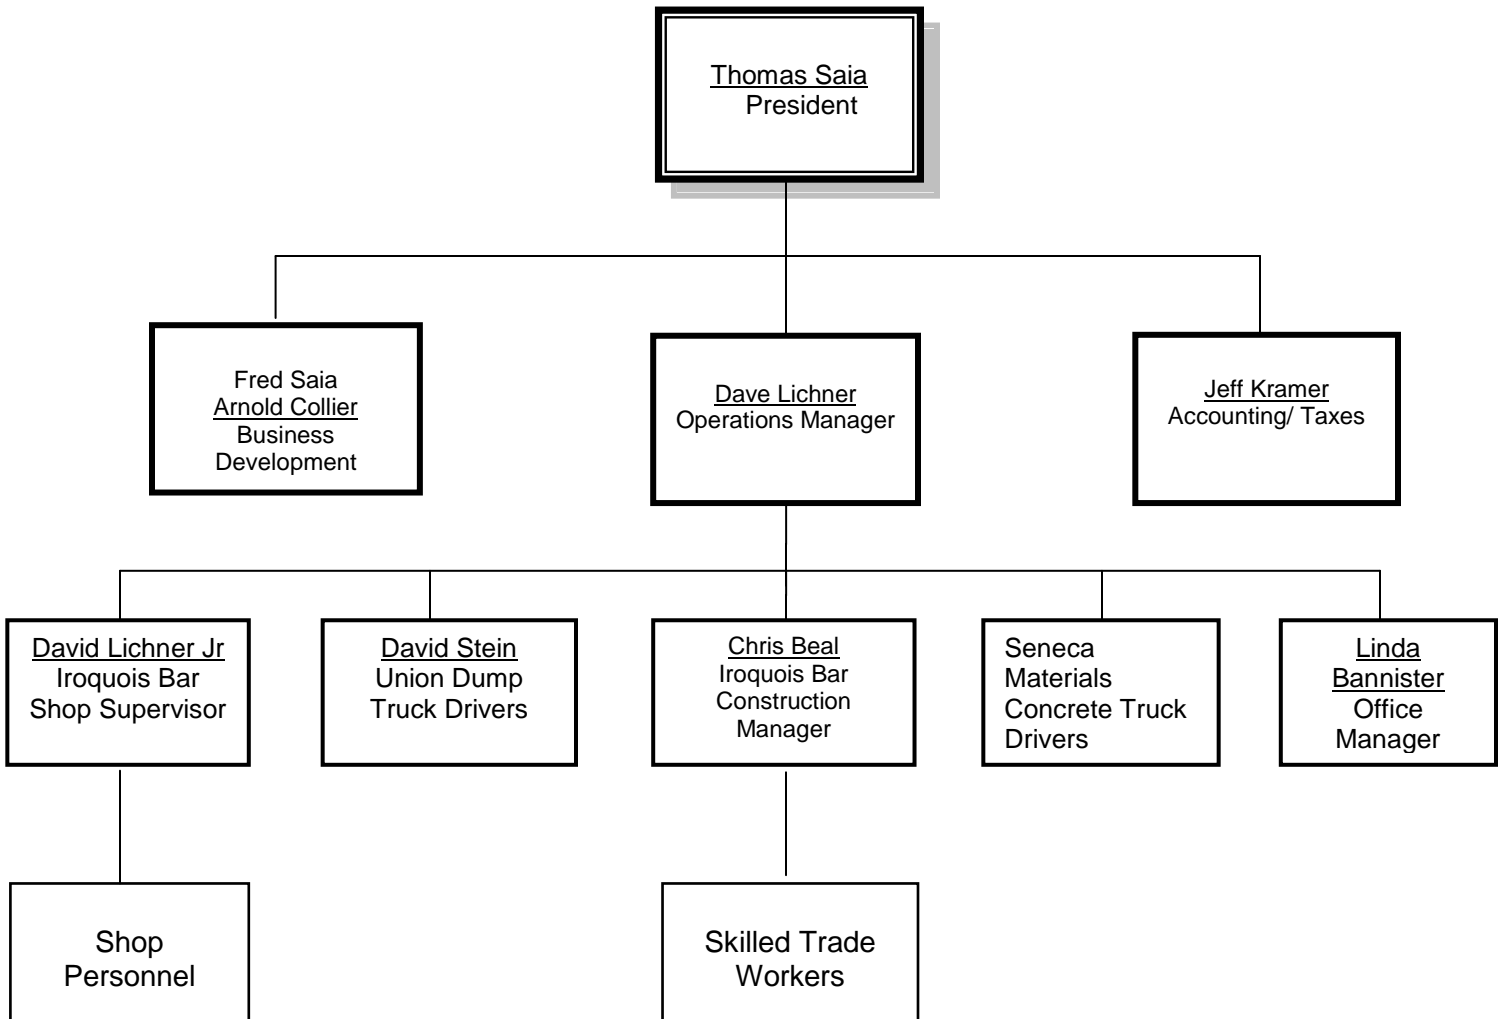 Thomas Saia
President
Fred Saia
Arnold Collier
Business
Development
Dave Lichner
Operations Manager
Jeff Kramer
Accounting/ Taxes
David Lichner Jr
Iroquois Bar
Shop Supervisor
David Stein
Union Dump
Truck Drivers
Chris Beal
Iroquois Bar
Construction
Manager
Seneca
Materials
Concrete Truck
Drivers
Linda
Bannister
Office
Manager
Shop
Personnel
Skilled Trade
Workers